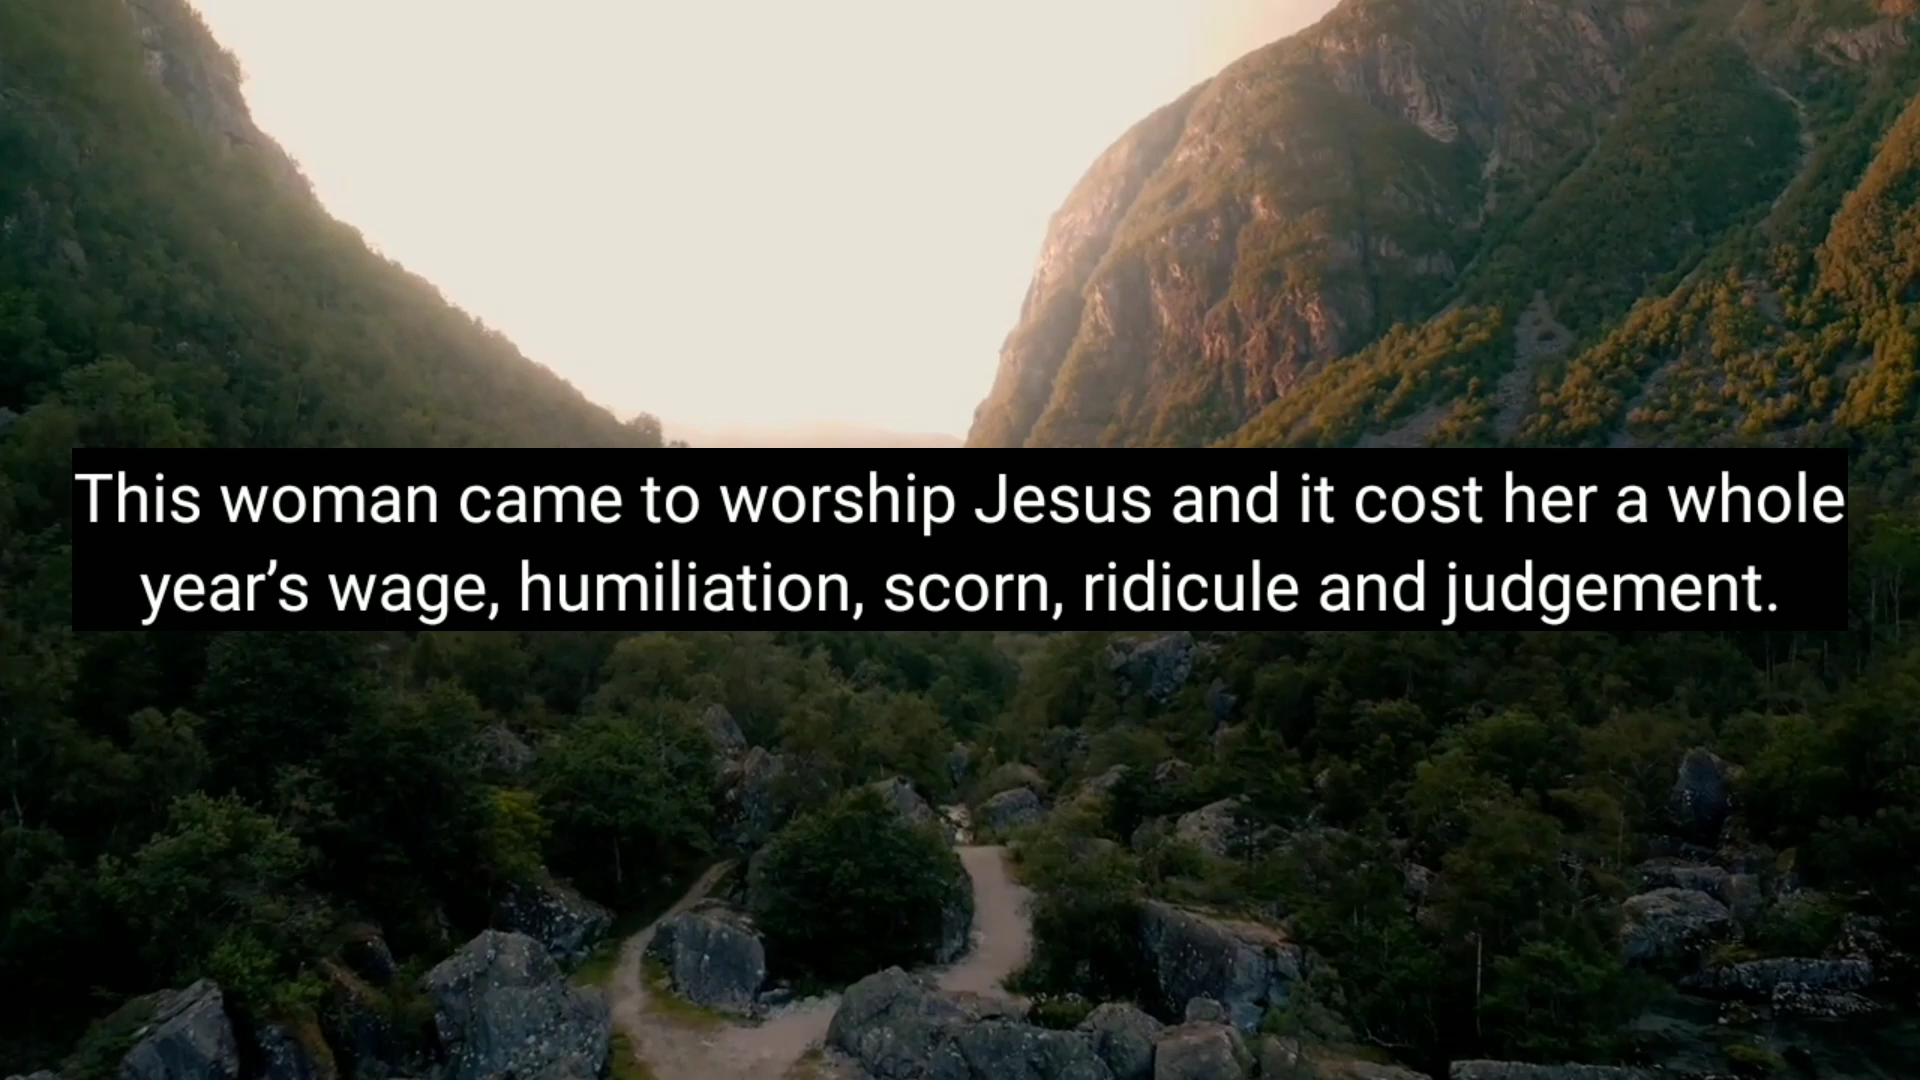 This woman came to worship Jesus and it cost her a whole
year’s wage, humiliation, scorn, ridicule and judgement.